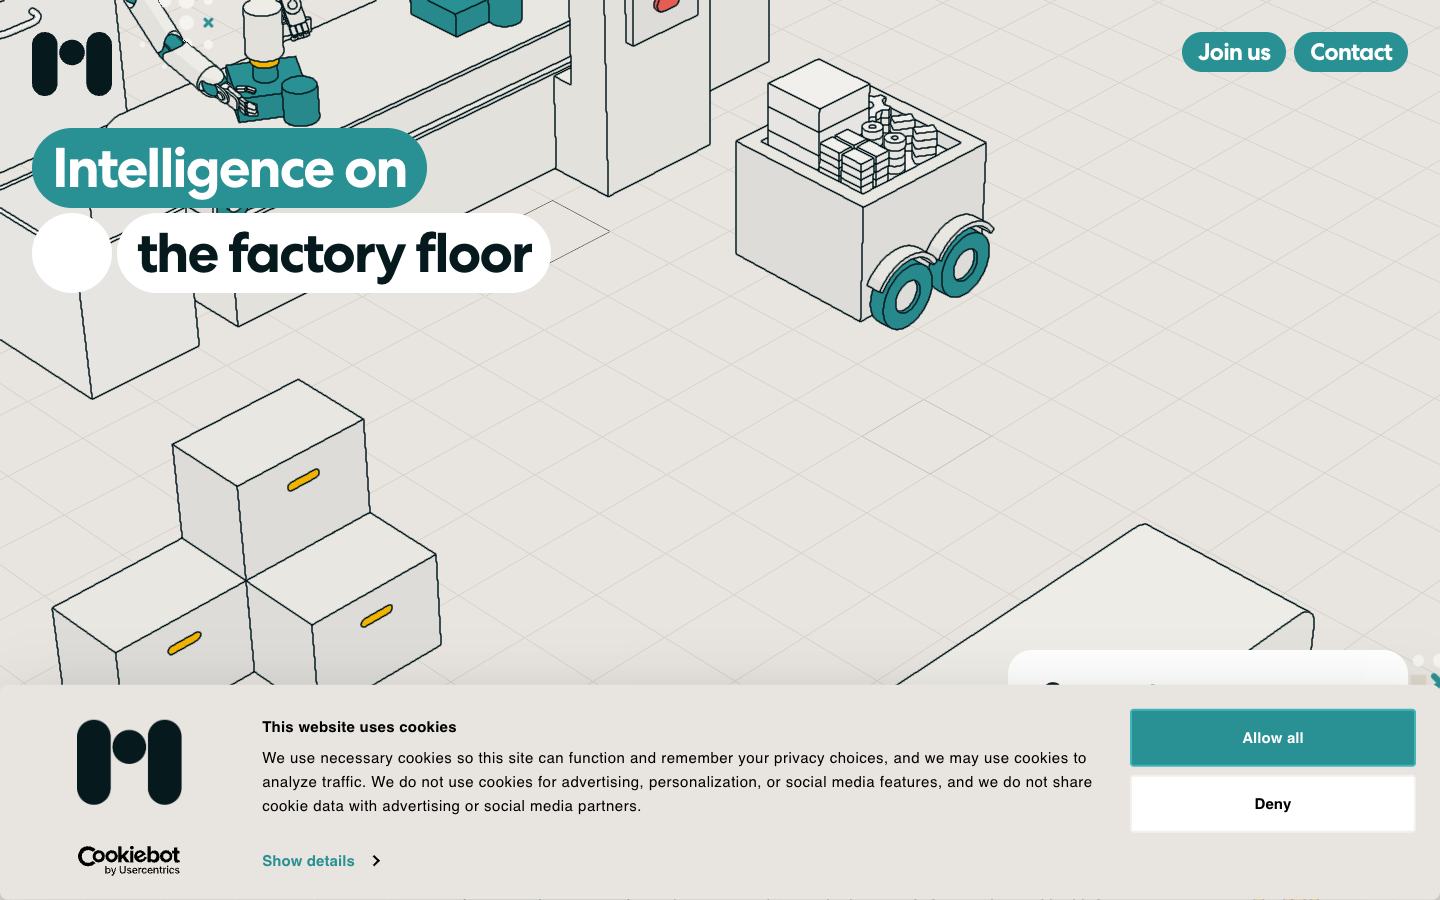 Join us
Contact
Intelligence on
the factory floor
This website uses cookies
We use necessary cookies so this site can function and remember your privacy choices, and we may use cookies to
analyze traffic. We do not use cookies for advertising, personalization, or social media features, and we do not share
cookie data with advertising or social media partners.
Show details
Allow all
Deny
Cookiebot
by Usercentrics